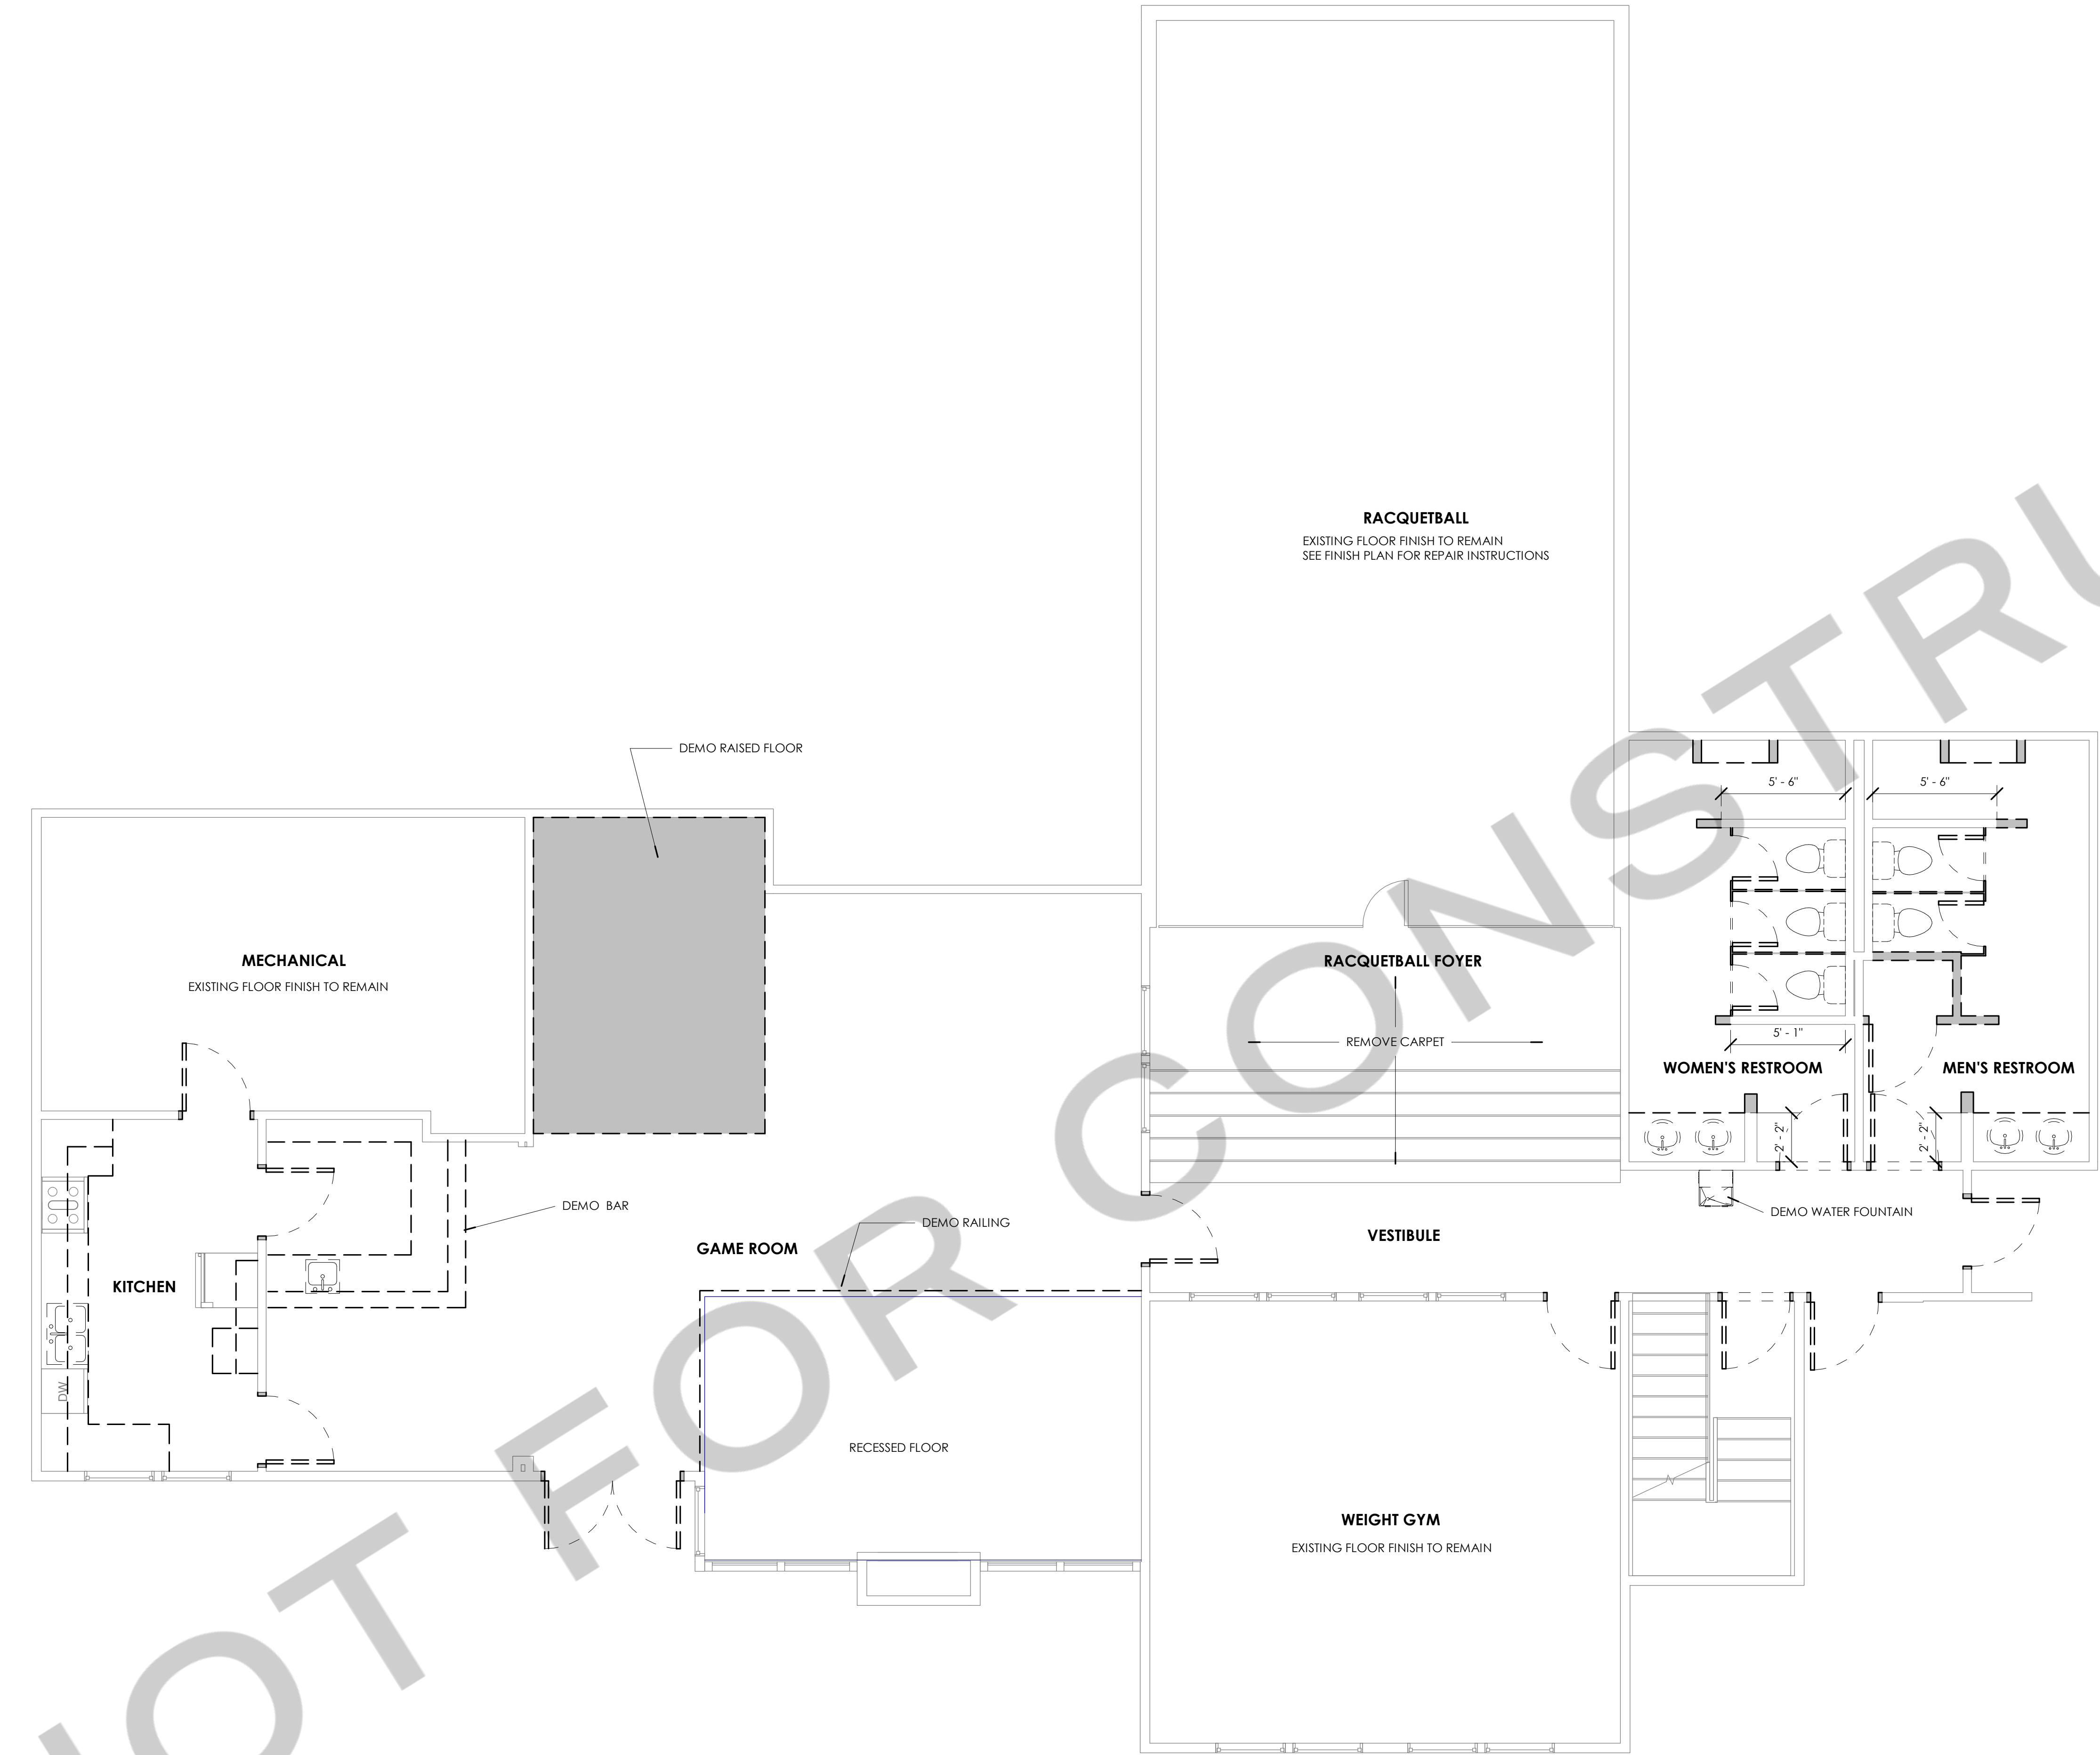 RACQUETBALL
EXISTING FLOOR FINISH TO REMAIN
SEE FINISH PLAN FOR REPAIR INSTRUCTIONS
DEMO RAISED FLOOR
5' - 6"
5' - 6"
MECHANICAL
EXISTING FLOOR FINISH TO REMAIN
RACQUETBALL FOYER
REMOVE CARPET
5' - 1"
WOMEN'S RESTROOM
MEN'S RESTROOM
2' - 2"
2' - 2"
DEMO BAR
DEMO WATER FOUNTAIN
DEMO RAILING
VESTIBULE
GAME ROOM
KITCHEN
DW
RECESSED FLOOR
WEIGHT GYM
EXISTING FLOOR FINISH TO REMAIN
NOT FOR CONSTRU